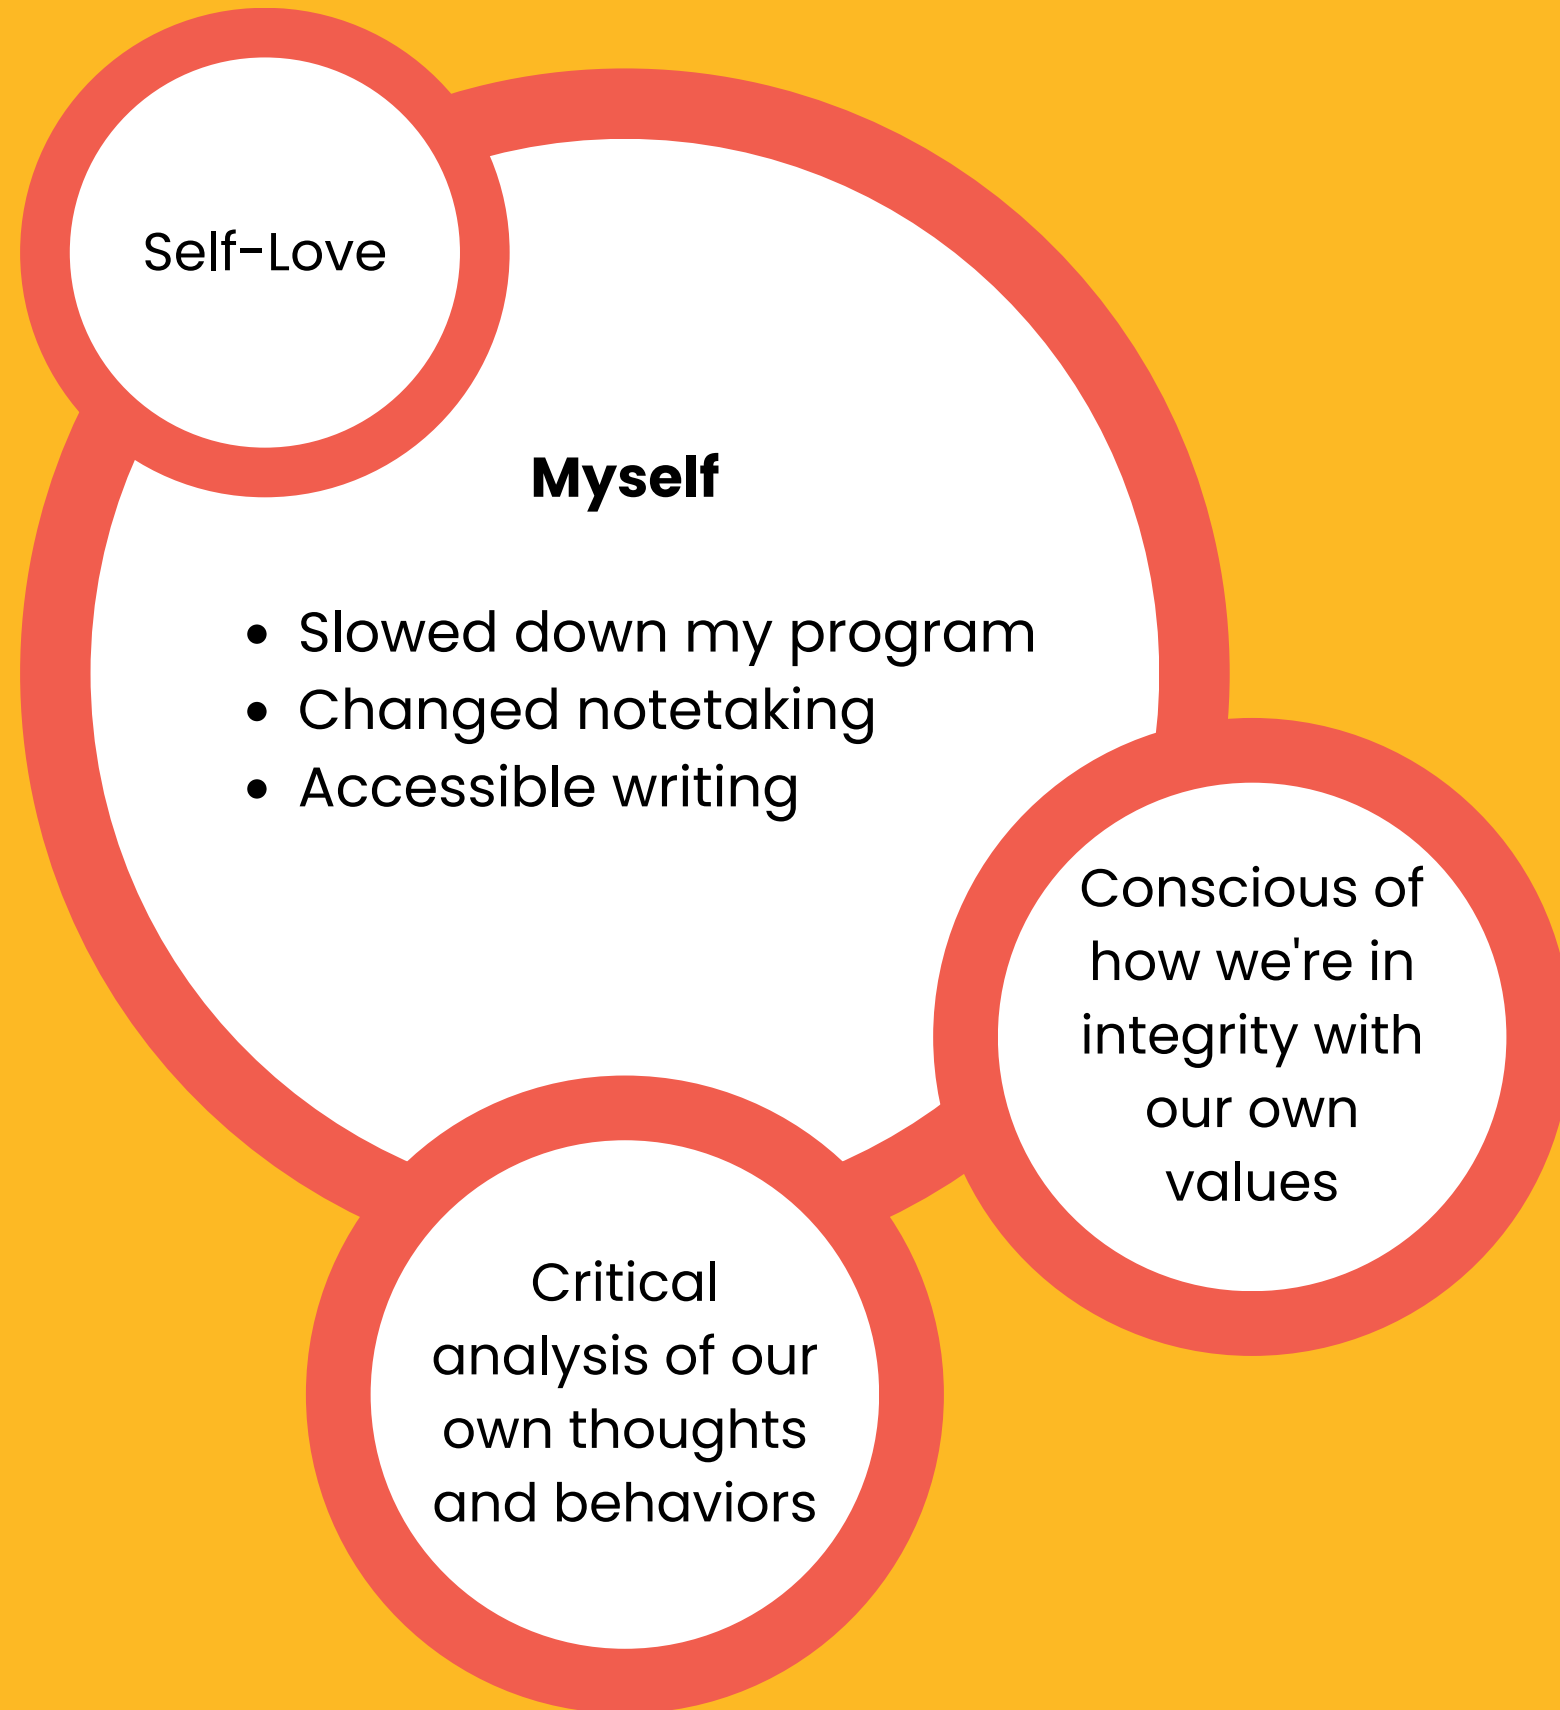 Self-Love
Myself
• Slowed down my program
• Changed notetaking
• Accessible writing
Conscious of
how we're in
integrity with
our own
values
Critical
analysis of our
own thoughts
and behaviors